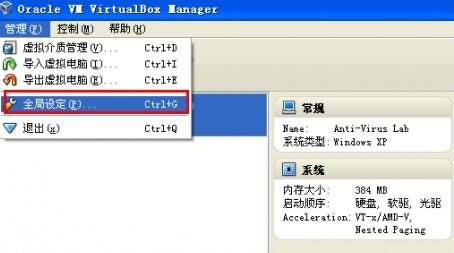 Oracle VM VirtualBox Manager
管理(F) 控制(M) 帮助(H)
虚拟介质管理(V)... Ctrl+D
导入虚拟电脑(I)... Ctrl+I
导出虚拟电脑(E)... Ctrl+E
全局设定(P)... Ctrl+G
退出(x) Ctrl+Q
常规
Name: Anti-Virus Lab
系统类型: Windows XP
系统
内存大小: 384 MB
启动顺序: 硬盘, 软驱, 光驱
Acceleration: VT-x/AMD-V,
Nested Paging